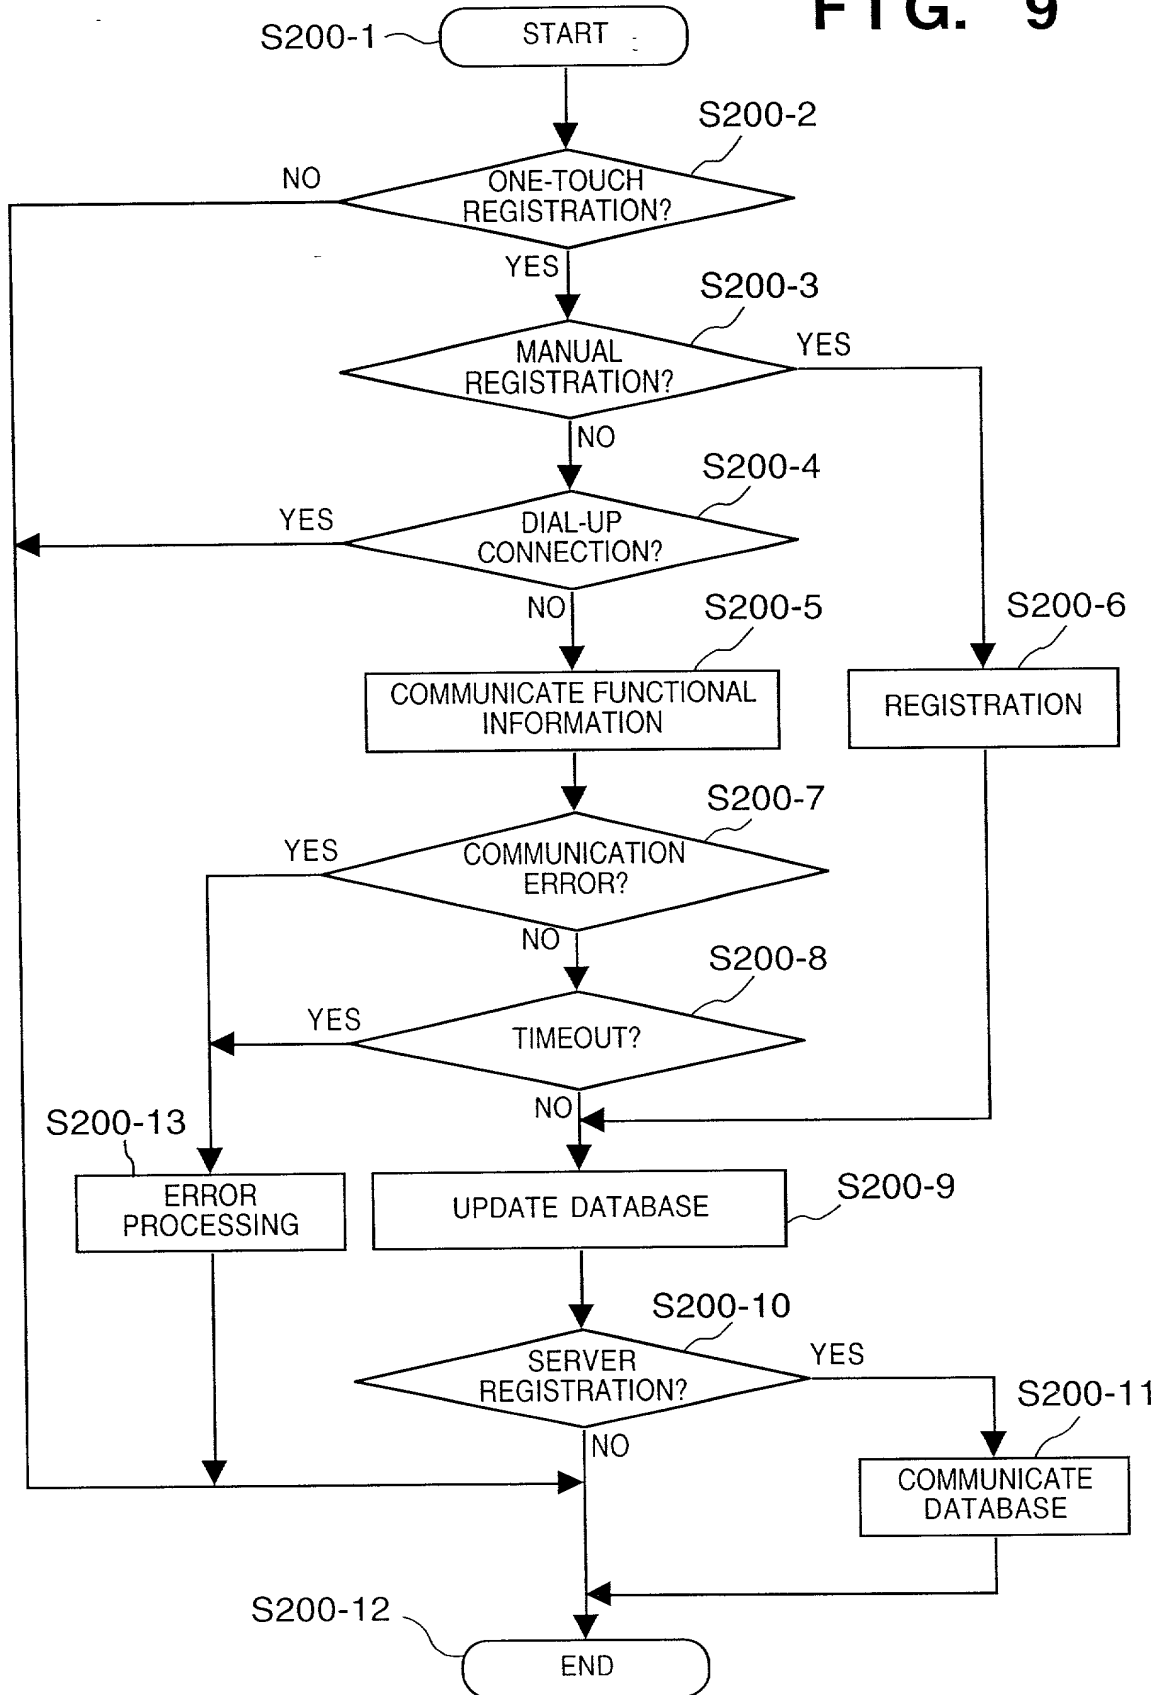 FIG. 9
S200-1
START
S200-2
NO
ONE-TOUCH
REGISTRATION?
YES
S200-3
MANUAL
REGISTRATION?
YES
NO
S200-4
YES
DIAL-UP
CONNECTION?
NO
S200-5
S200-6
COMMUNICATE FUNCTIONAL
INFORMATION
REGISTRATION
S200-7
YES
COMMUNICATION
ERROR?
NO
S200-8
YES
TIMEOUT?
NO
S200-13
ERROR
PROCESSING
UPDATE DATABASE
S200-9
S200-10
SERVER
REGISTRATION?
YES
S200-11
NO
COMMUNICATE
DATABASE
S200-12
END